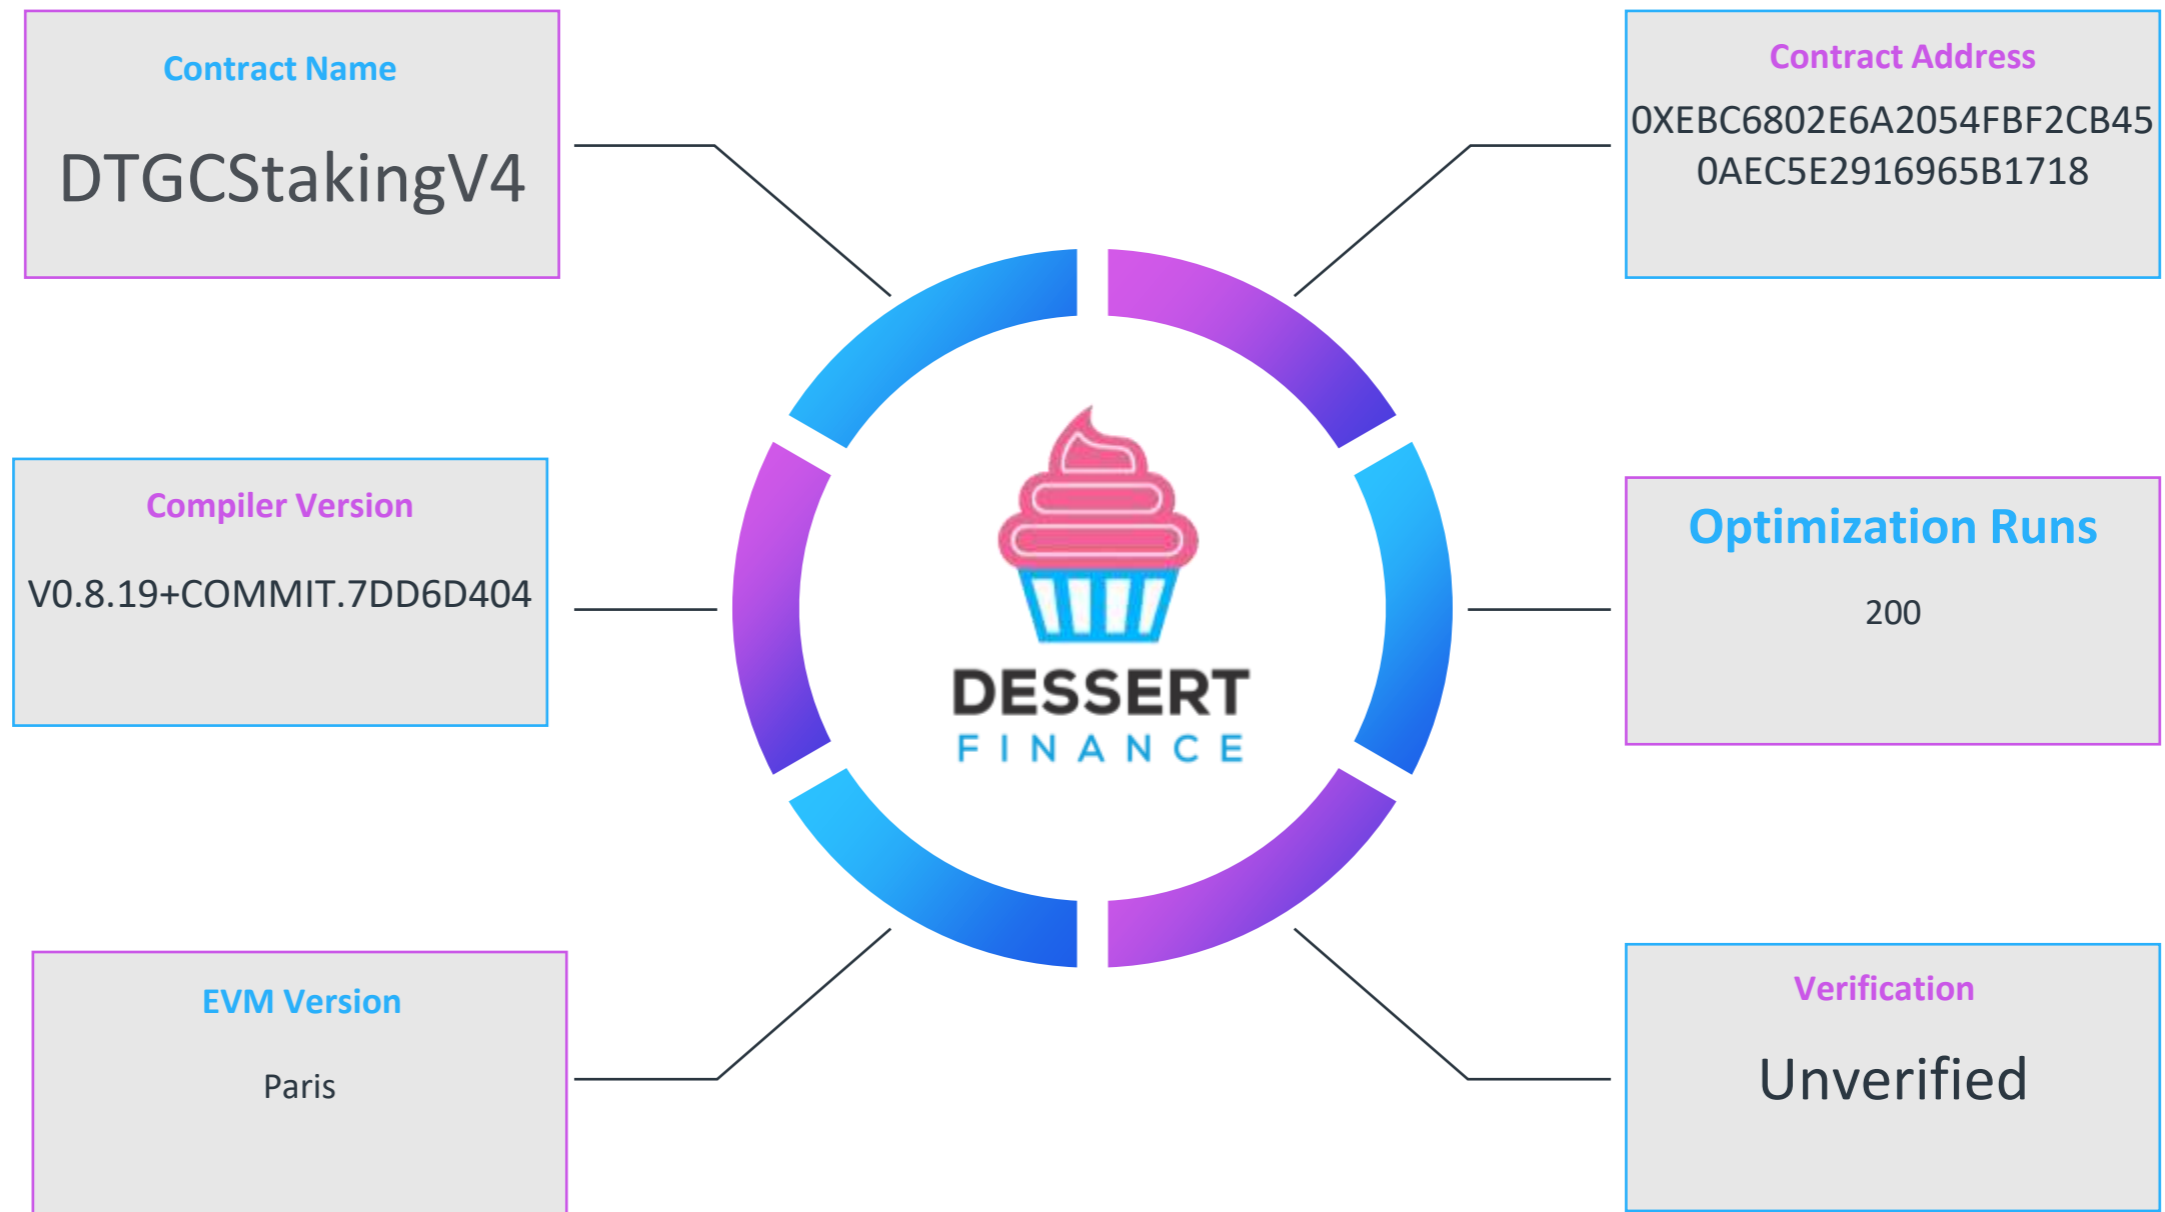 Contract Name
DTGCStakingV4
Contract Address
0XEBC6802E6A2054FBF2CB45
0AEC5E2916965B1718
Compiler Version
V0.8.19+COMMIT.7DD6D404
Optimization Runs
200
DESSERT
FINANCE
EVM Version
Paris
Verification
Unverified